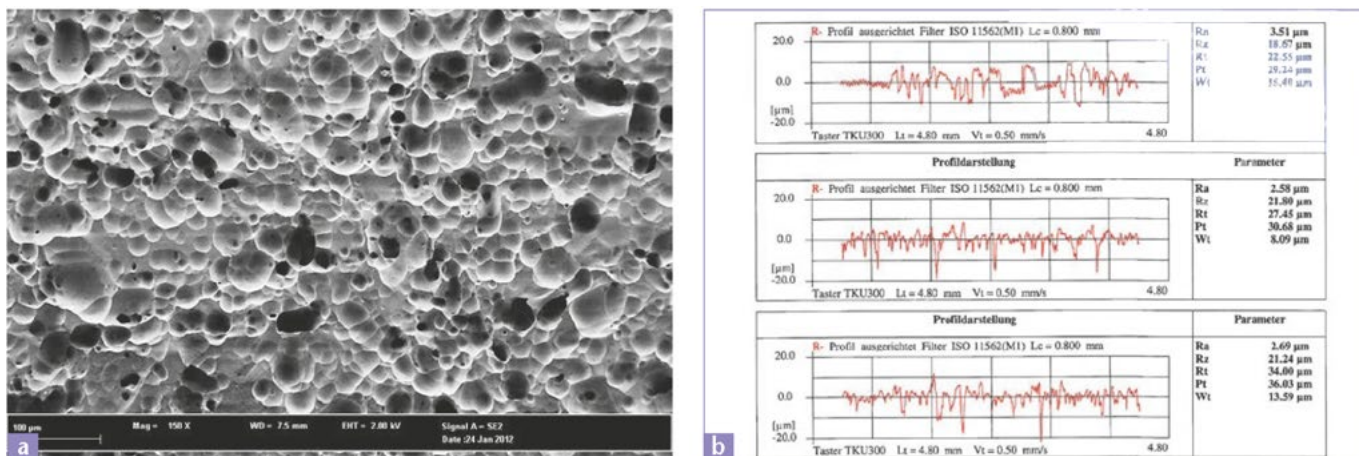 100 µm
Mag = 150 X
WD = 7.5 mm
EHT = 2.00 kV
Signal A = SE2
Date :24 Jan 2012
a
R- Profil ausgerichtet Filter ISO 11562(M1) Lc = 0.800 mm
20.0
0.0
[µm]
-20.0
Taster TKU300 Lt = 4.80 mm Vt = 0.50 mm/s 4.80
3.51 µm
Rz 18.67 µm
Rt 22.55 µm
Pt 29.24 µm
Wt
Profildarstellung Parameter
R- Profil ausgerichtet Filter ISO 11562(M1) Lc = 0.800 mm
20.0
0.0
[µm]
-20.0
Taster TKU300 Lt = 4.80 mm Vt = 0.50 mm/s 4.80
Ra 2.58 µm
Rz 21.80 µm
Rt 27.45 µm
Pt 30.68 µm
Wt 8.09 µm
Profildarstellung Parameter
R- Profil ausgerichtet Filter ISO 11562(M1) Lc = 0.800 mm
20.0
0.0
[µm]
-20.0
Taster TKU300 Lt = 4.80 mm Vt = 0.50 mm/s 4.80
Ra 2.69 µm
Rz 21.24 µm
Rt 34.00 µm
Pt 36.03 µm
Wt 13.59 µm
b